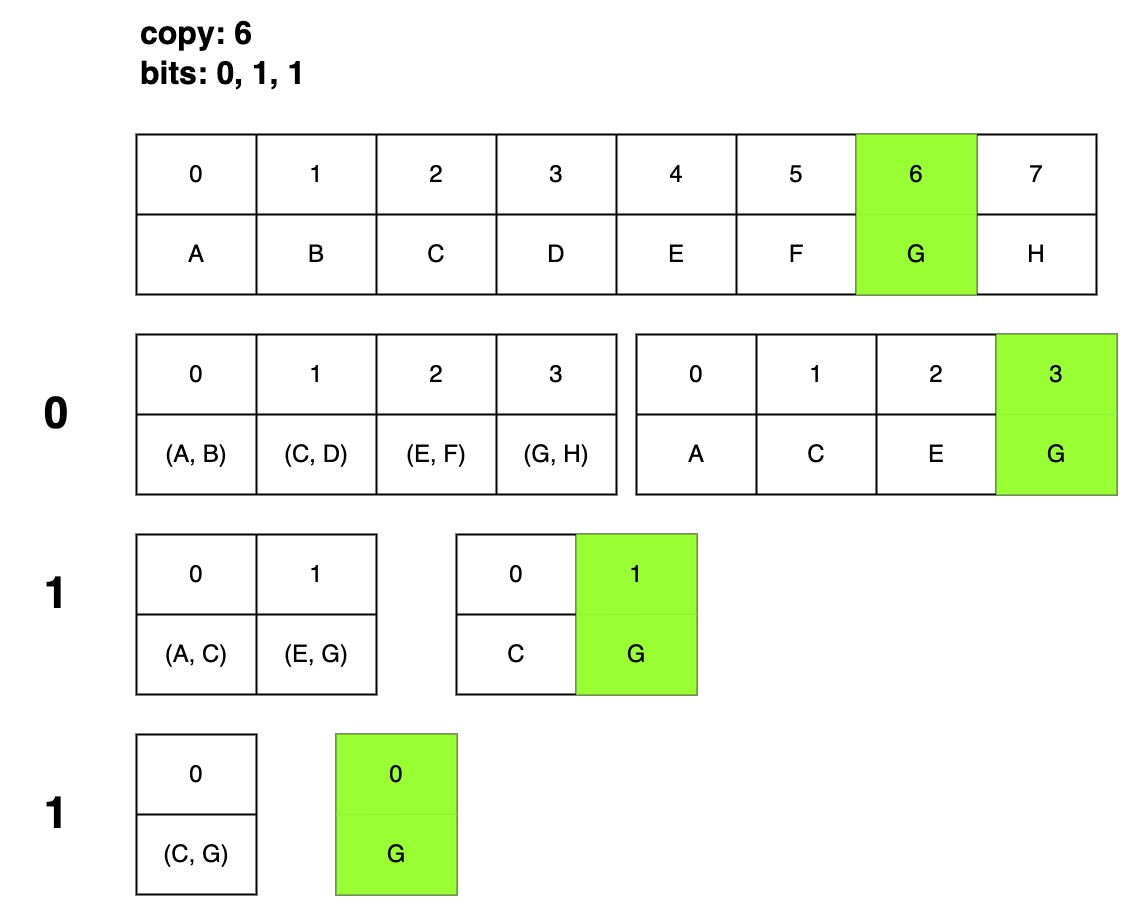 copy: 6
bits: 0, 1, 1
0 1 2 3 4 5 6 7
A B C D E F G H
0
0 1 2 3 0 1 2 3
(A, B) (C, D) (E, F) (G, H) A C E G
1
0 1 0 1
(A, C) (E, G) C G
1
0 0
(C, G) G